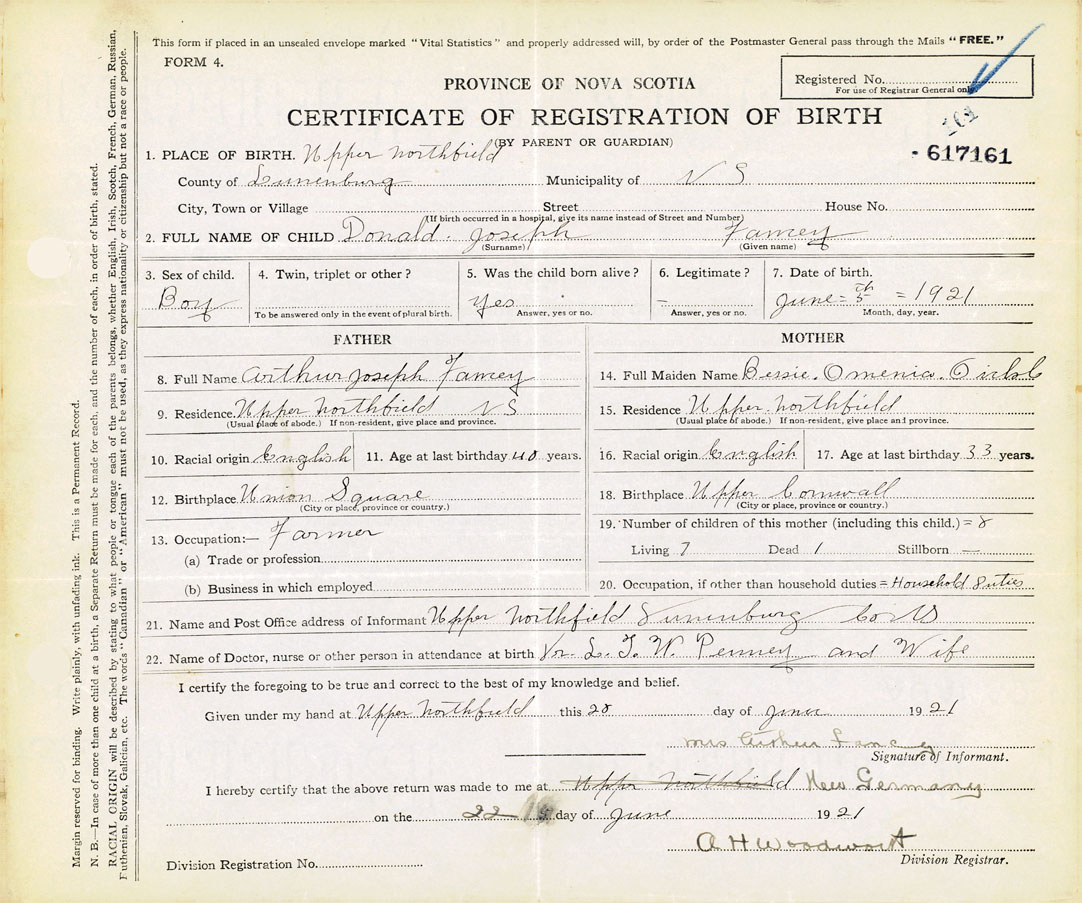 This form if placed in an unsealed envelope marked "Vital Statistics" and properly addressed will, by order of the Postmaster General pass through the Mails "FREE."
FORM 4.
Registered No.
For use of Registrar General only.
PROVINCE OF NOVA SCOTIA
CERTIFICATE OF REGISTRATION OF BIRTH
(BY PARENT OR GUARDIAN)
617161
1. PLACE OF BIRTH. Upper Northfield
County of Lunenburg Municipality of N S
City, Town or Village Street House No.
(If birth occurred in a hospital, give its name instead of Street and Number)
2. FULL NAME OF CHILD Donald Joseph Fancey
(Surname) (Given name)
3. Sex of child. 4. Twin, triplet or other? 5. Was the child born alive? 6. Legitimate? 7. Date of birth.
Boy yes – June = 5th = 1921
To be answered only in the event of plural birth. Answer, yes or no. Answer, yes or no. Month, day, year.
FATHER
8. Full Name Arthur Joseph Fancey
9. Residence. Upper Northfield N S
(Usual place of abode.) If non-resident, give place and province.
10. Racial origin English 11. Age at last birthday 40 years.
12. Birthplace Union Square
(City or place, province or country.)
13. Occupation:— Farmer
(a) Trade or profession
(b) Business in which employed
MOTHER
14. Full Maiden Name Bessie. Omenia.
15. Residence Upper. Northfield
(Usual place of abode.) If non-resident, give place and province.
16. Racial origin English 17. Age at last birthday 33 years.
18. Birthplace Upper Cornwall
(City or place, province or country.)
19. Number of children of this mother (including this child.) = 8
Living 7 Dead 1 Stillborn —
20. Occupation, if other than household duties = Household Duties
21. Name and Post Office address of Informant Upper Northfield Lunenburg Co NS
22. Name of Doctor, nurse or other person in attendance at birth Dr. L. T. W. Penney and Wife
I certify the foregoing to be true and correct to the best of my knowledge and belief.
Given under my hand at Upper Northfield this 20 day of June 1921
Mrs Arthur Fancey
Signature of Informant.
I hereby certify that the above return was made to me at Upper Northfield New Germany
on the 22 day of June 1921
A H Woodworth
Division Registrar.
Division Registration No.
Margin reserved for binding. Write plainly, with unfading ink. This is a Permanent Record.
N. B.—In case of more than one child at a birth, a Separate Return must be made for each, and the number of each, in order of birth, stated.
RACIAL ORIGIN will be described by stating to what people or tongue each of the parents belongs, whether English, Irish, Scotch, French, German, Russian,
Futhenian, Slovak, Galician, etc. The words "Canadian" or "American" must not be used, as they express nationality or citizenship but not a race or people.